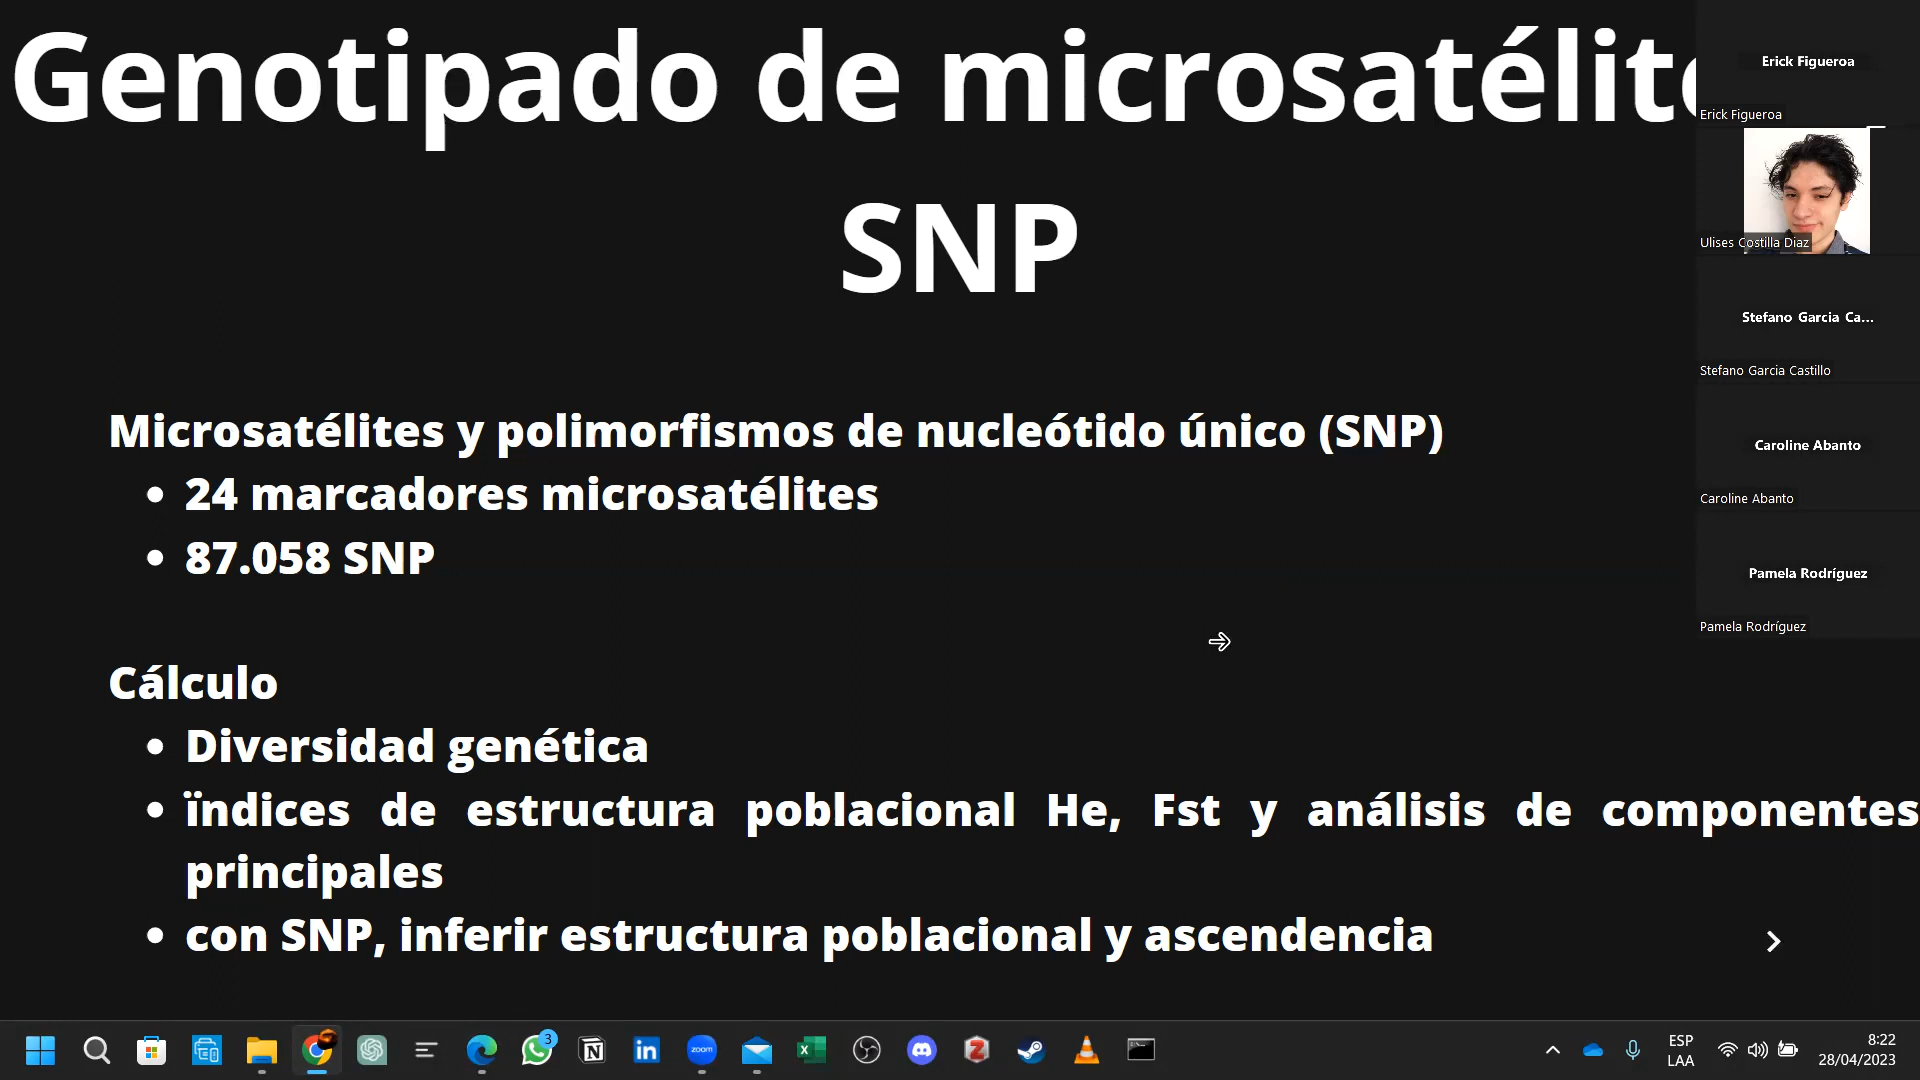 Genotipado de microsatélite
SNP
Microsatélites y polimorfismos de nucleótido único (SNP)
• 24 marcadores microsatélites
• 87.058 SNP
Cálculo
• Diversidad genética
• ïndices de estructura poblacional He, Fst y análisis de componentes
principales
• con SNP, inferir estructura poblacional y ascendencia
Erick Figueroa
Erick Figueroa
Ulises Costilla Diaz
Stefano Garcia Ca...
Stefano Garcia Castillo
Caroline Abanto
Caroline Abanto
Pamela Rodríguez
Pamela Rodríguez
3
zoom
ESP
LAA
8:22
28/04/2023